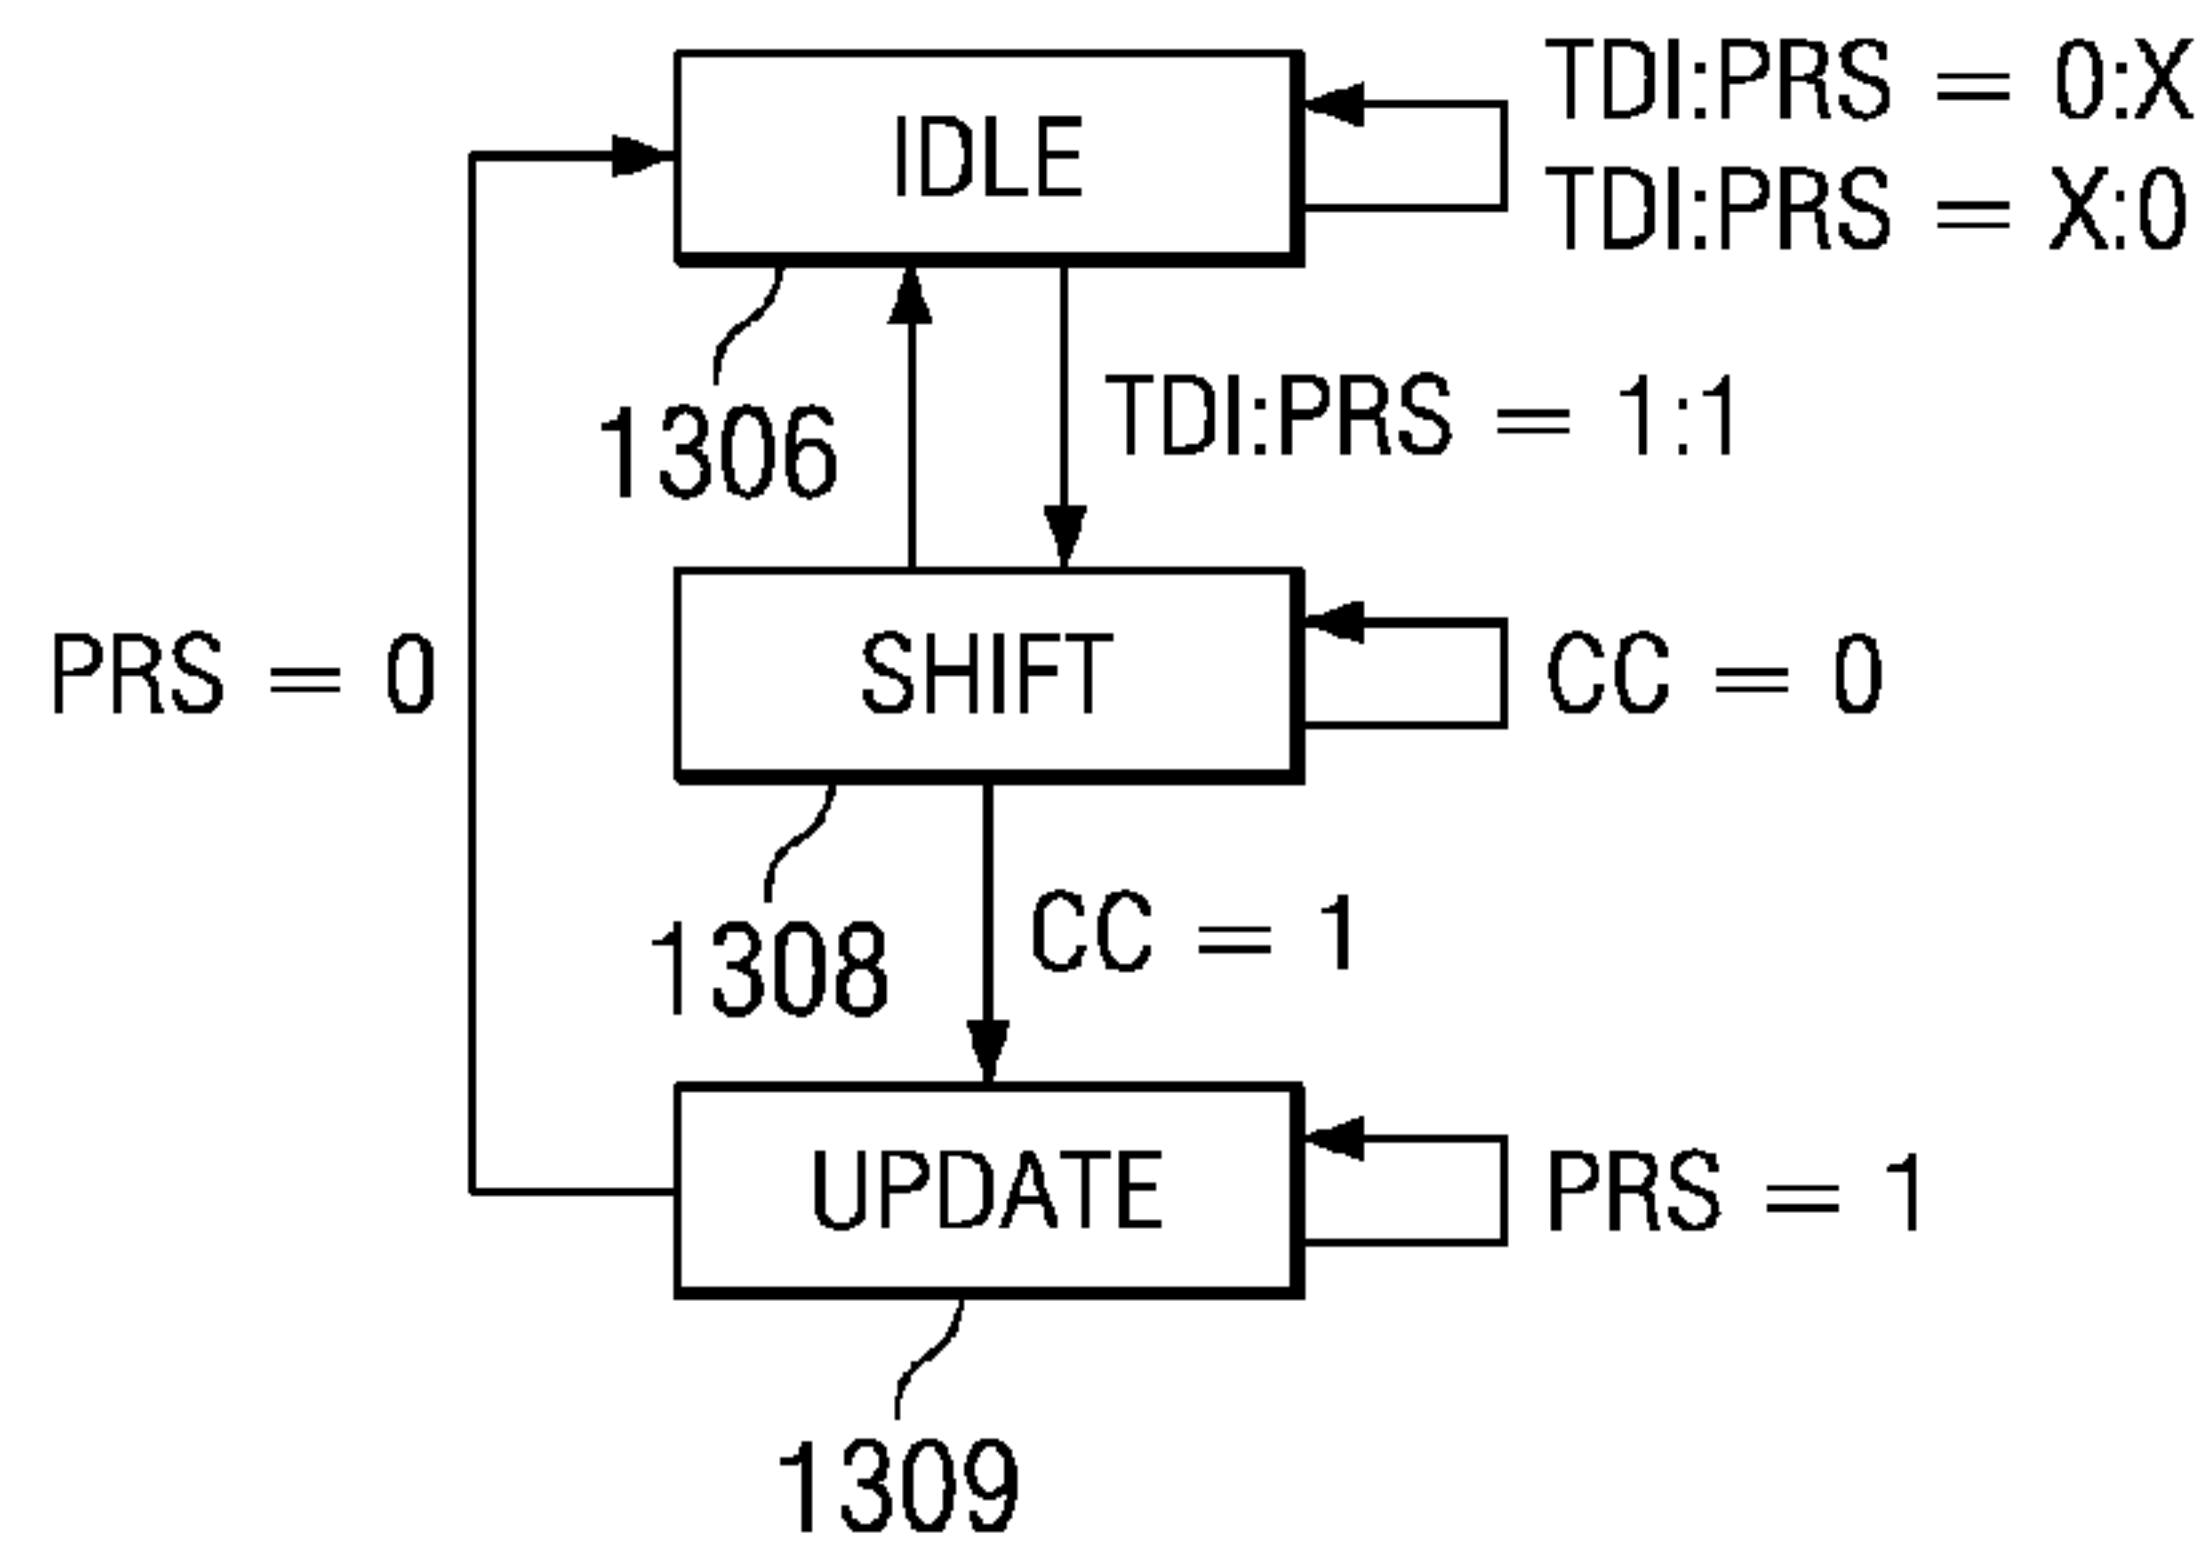 TDI:PRS = 0:X
IDLE
TDI:PRS = X:0
1306
TDI:PRS = 1:1
PRS = 0
SHIFT
CC = 0
1308
CC = 1
UPDATE
PRS = 1
1309